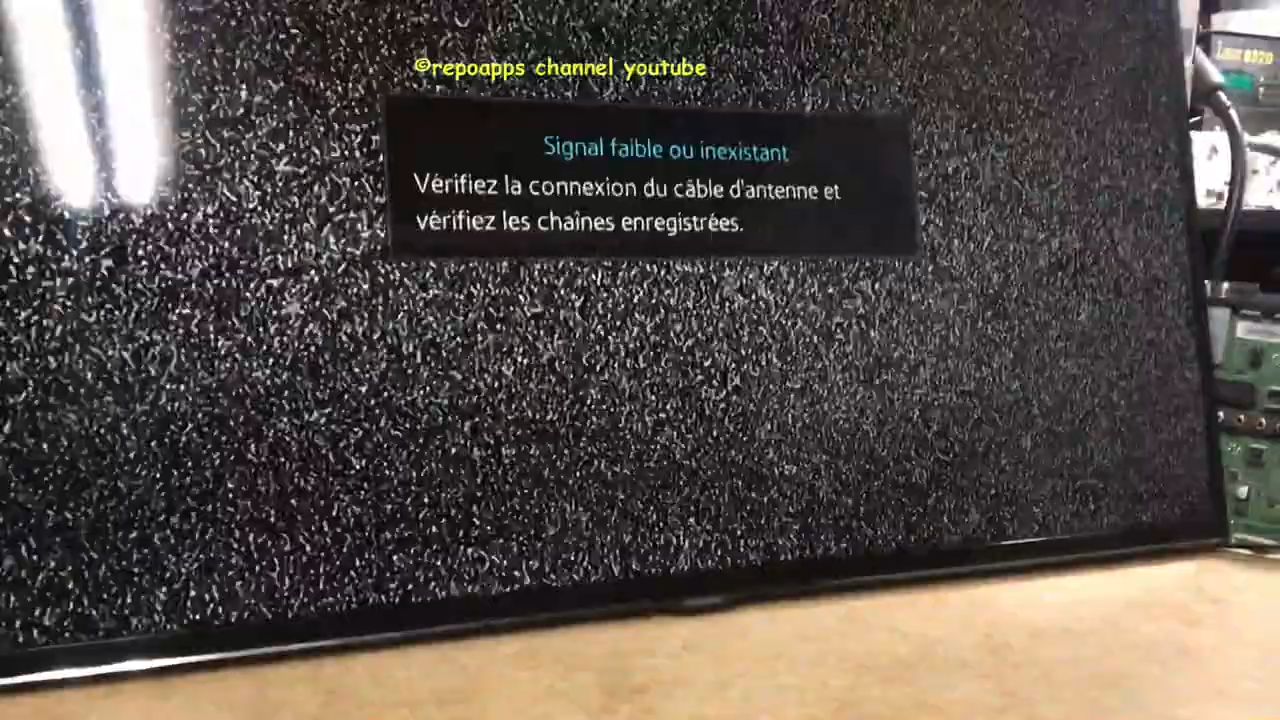 ©repoapps channel youtube
Signal faible ou inexistant
Vérifiez la connexion du câble d'antenne et
vérifiez les chaînes enregistrées.